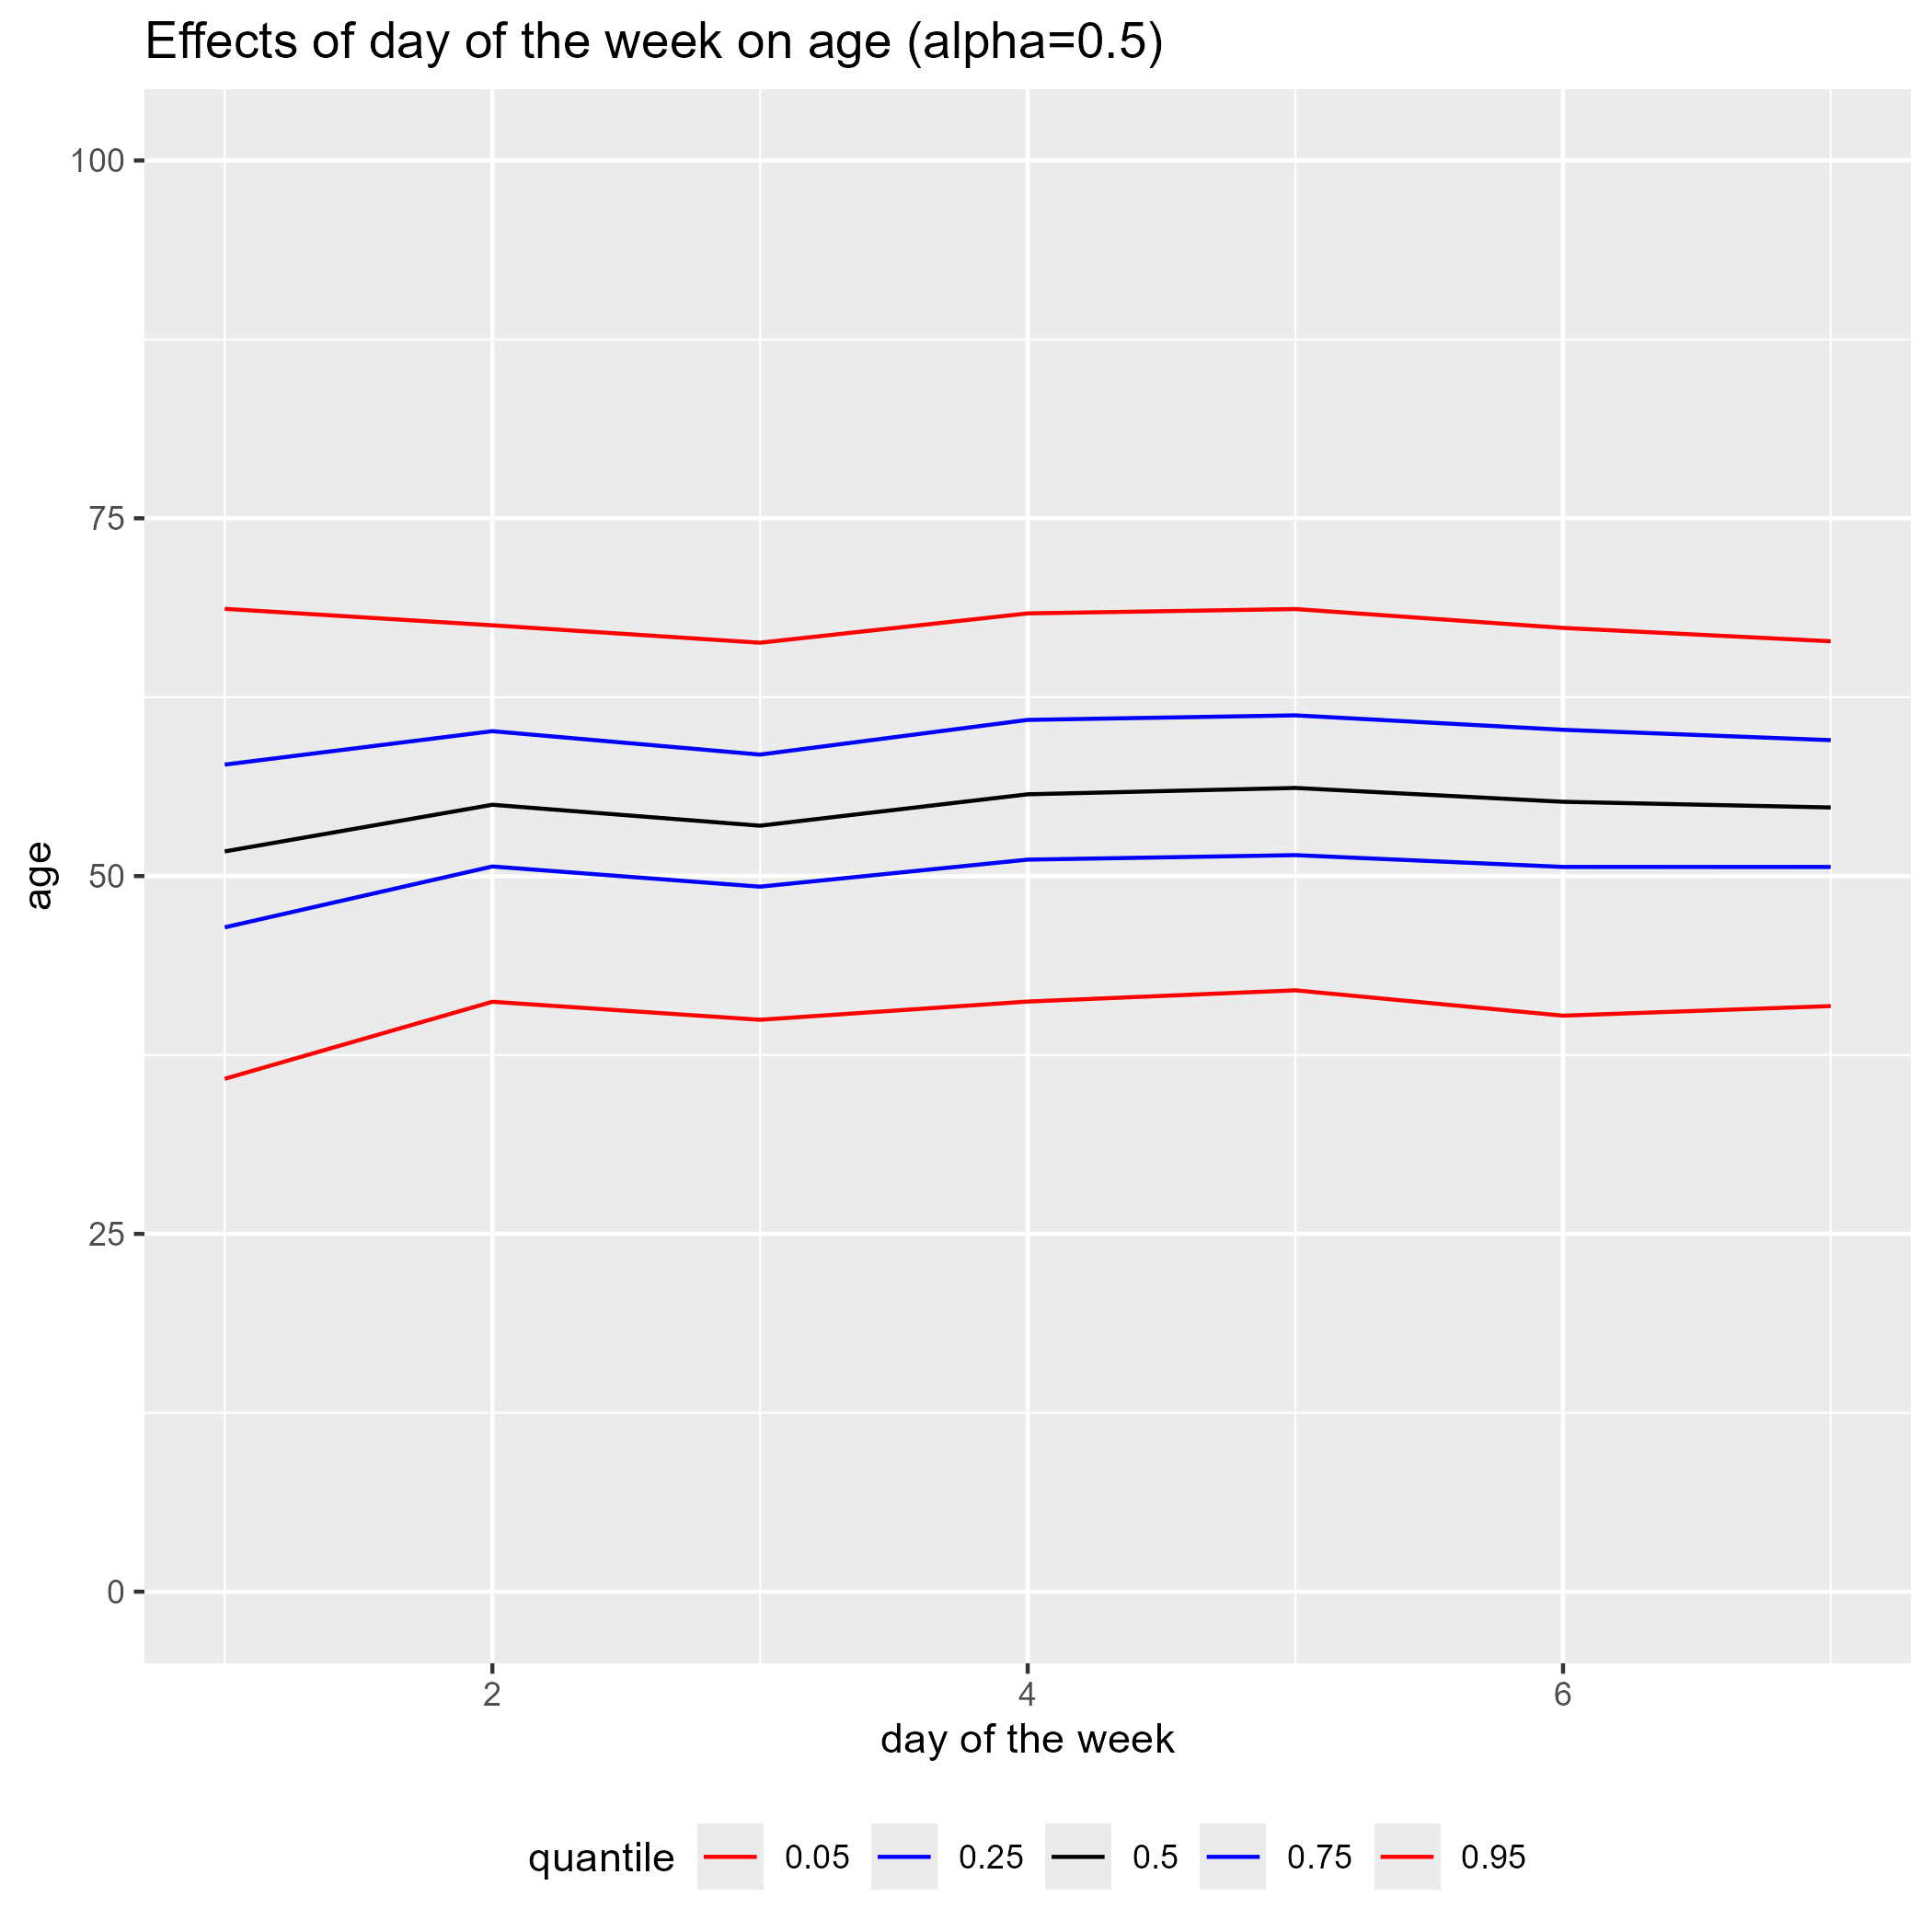 Effects of day of the week on age (alpha=0.5)
100
75
50
25
0
age
2 4 6
day of the week
quantile 0.05 0.25 0.5 0.75 0.95